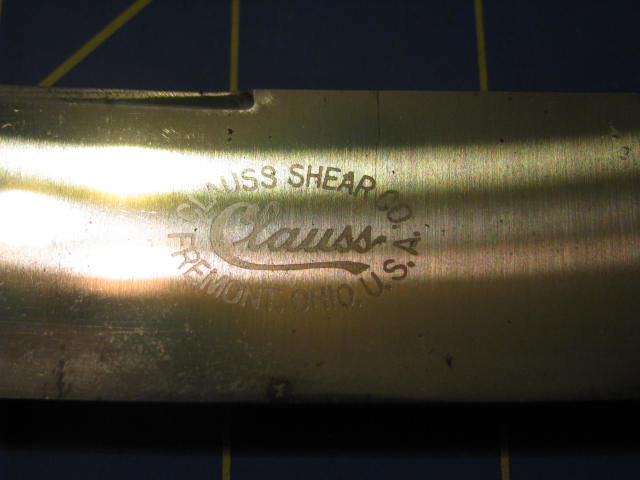 CLAUSS SHEAR CO.
Clauss
FREMONT, OHIO, U.S.A.